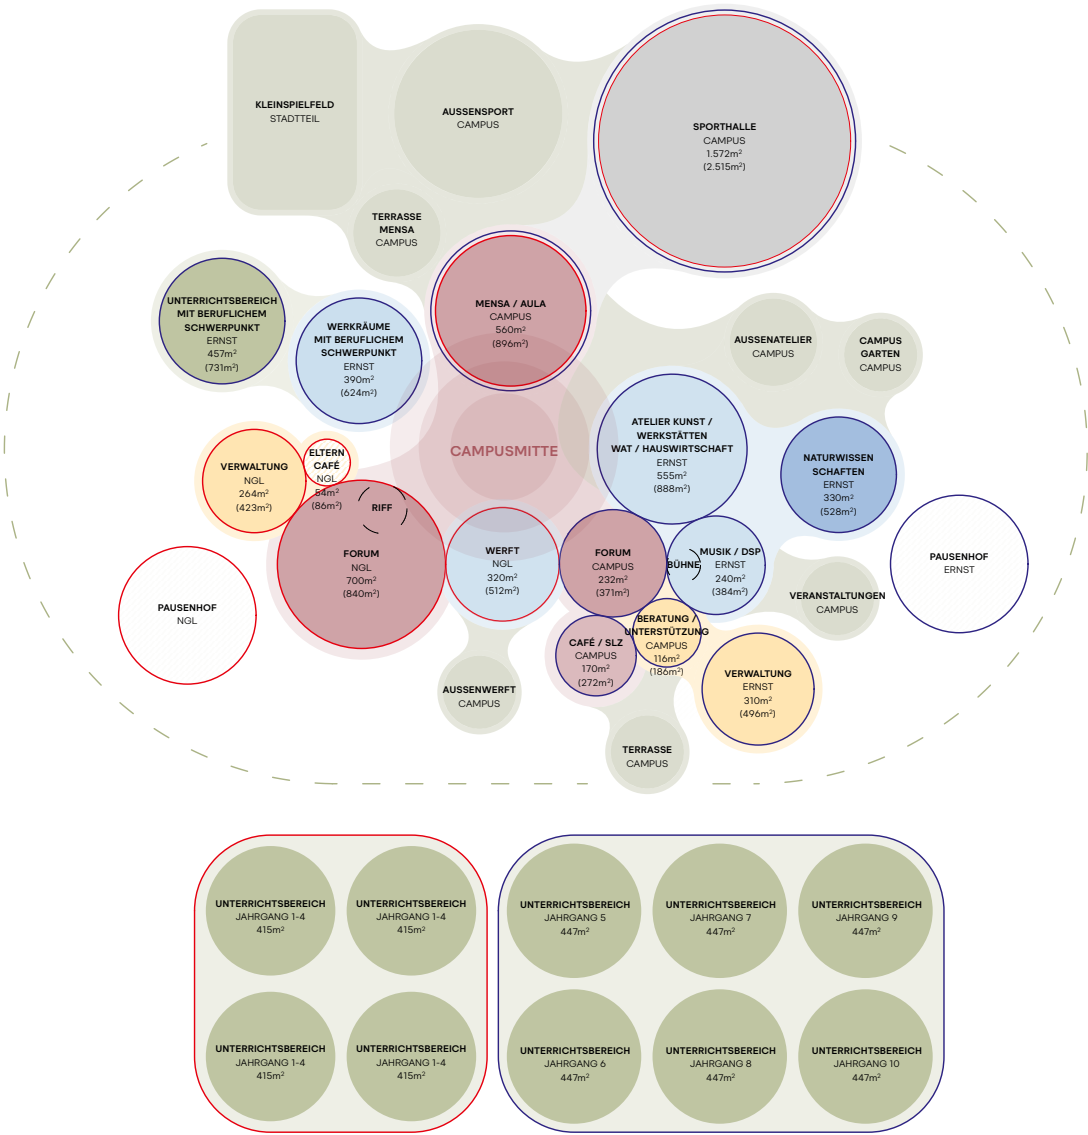 KLEINSPIELFELD
STADTTEIL
AUSSENSPORT
CAMPUS
SPORTHALLE
CAMPUS
1.572m²
(2.515m²)
TERRASSE
MENSA
CAMPUS
UNTERRICHTSBEREICH
MIT BERUFLICHEM
SCHWERPUNKT
ERNST
457m²
(731m²)
WERKRÄUME
MIT BERUFLICHEM
SCHWERPUNKT
ERNST
390m²
(624m²)
MENSA / AULA
CAMPUS
560m²
(896m²)
AUSSENATELIER
CAMPUS
CAMPUS
GARTEN
CAMPUS
CAMPUSMITTE
ATELIER KUNST /
WERKSTÄTTEN
WAT / HAUSWIRTSCHAFT
ERNST
555m²
(888m²)
NATURWISSEN
SCHAFTEN
ERNST
330m²
(528m²)
VERWALTUNG
NGL
264m²
(423m²)
ELTERN
CAFÉ
NGL
54m²
(86m²)
RIFF
FORUM
NGL
700m²
(840m²)
WERFT
NGL
320m²
(512m²)
FORUM
CAMPUS
232m²
(371m²)
BÜHNE
MUSIK / DSP
ERNST
240m²
(384m²)
PAUSENHOF
ERNST
PAUSENHOF
NGL
VERANSTALTUNGEN
CAMPUS
BERATUNG /
UNTERSTÜTZUNG
CAMPUS
116m²
(186m²)
CAFÉ / SLZ
CAMPUS
170m²
(272m²)
VERWALTUNG
ERNST
310m²
(496m²)
AUSSENWERFT
CAMPUS
TERRASSE
CAMPUS
UNTERRICHTSBEREICH
JAHRGANG 1-4
415m²
UNTERRICHTSBEREICH
JAHRGANG 1-4
415m²
UNTERRICHTSBEREICH
JAHRGANG 5
447m²
UNTERRICHTSBEREICH
JAHRGANG 7
447m²
UNTERRICHTSBEREICH
JAHRGANG 9
447m²
UNTERRICHTSBEREICH
JAHRGANG 1-4
415m²
UNTERRICHTSBEREICH
JAHRGANG 1-4
415m²
UNTERRICHTSBEREICH
JAHRGANG 6
447m²
UNTERRICHTSBEREICH
JAHRGANG 8
447m²
UNTERRICHTSBEREICH
JAHRGANG 10
447m²